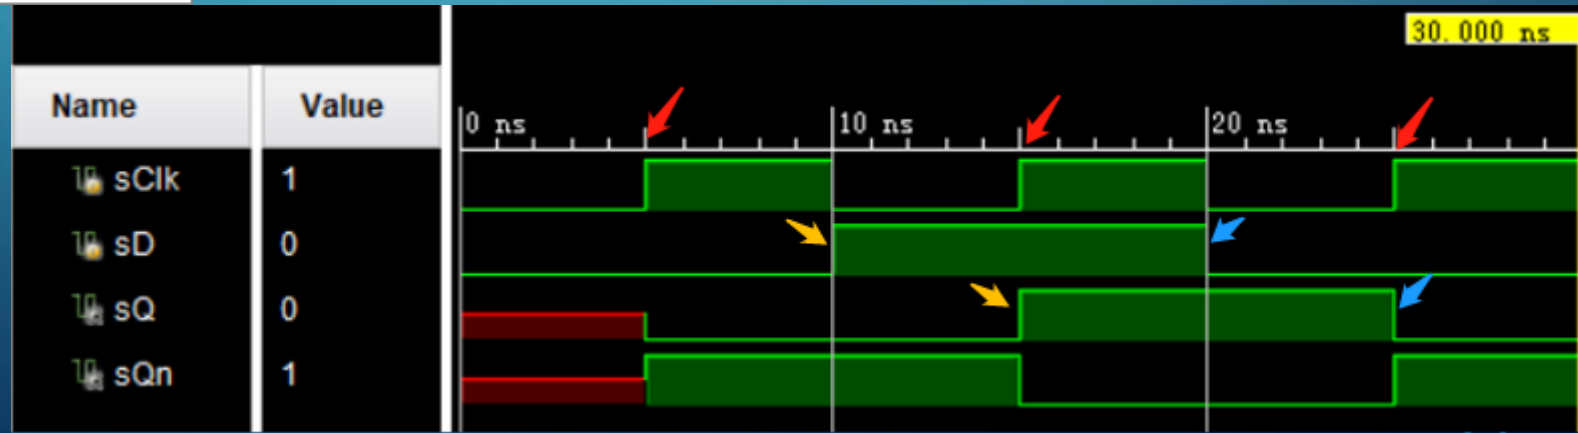 30.000 ns
Name Value
0 ns 10 ns 20 ns
sClk 1
sD 0
sQ 0
sQn 1